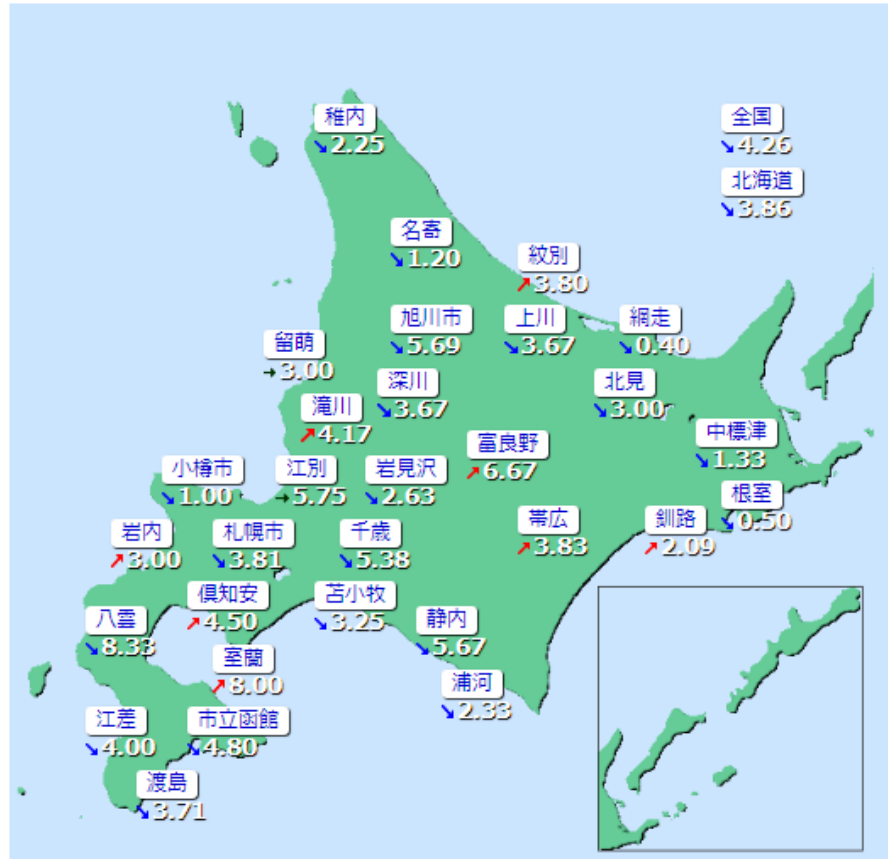 稚内
↘2.25
全国
↘4.26
北海道
↘3.86
名寄
↘1.20
紋別
↗3.80
旭川市
↘5.69
上川
↘3.67
網走
↘0.40
留萌
→3.00
深川
↘3.67
北見
↘3.00
滝川
↗4.17
中標津
↘1.33
富良野
↗6.67
小樽市
↘1.00
江別
→5.75
岩見沢
↘2.63
根室
↘0.50
岩内
↗3.00
札幌市
↘3.81
千歳
↘5.38
帯広
↗3.83
釧路
↗2.09
倶知安
↗4.50
苫小牧
↘3.25
八雲
↘8.33
静内
↘5.67
室蘭
↗8.00
浦河
↘2.33
江差
↘4.00
市立函館
↘4.80
渡島
↘3.71